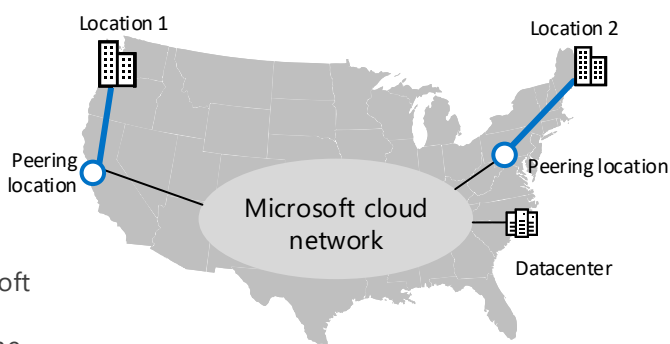 Location 1
Location 2
Peering
location
Peering location
Microsoft cloud
network
Datacenter
oft